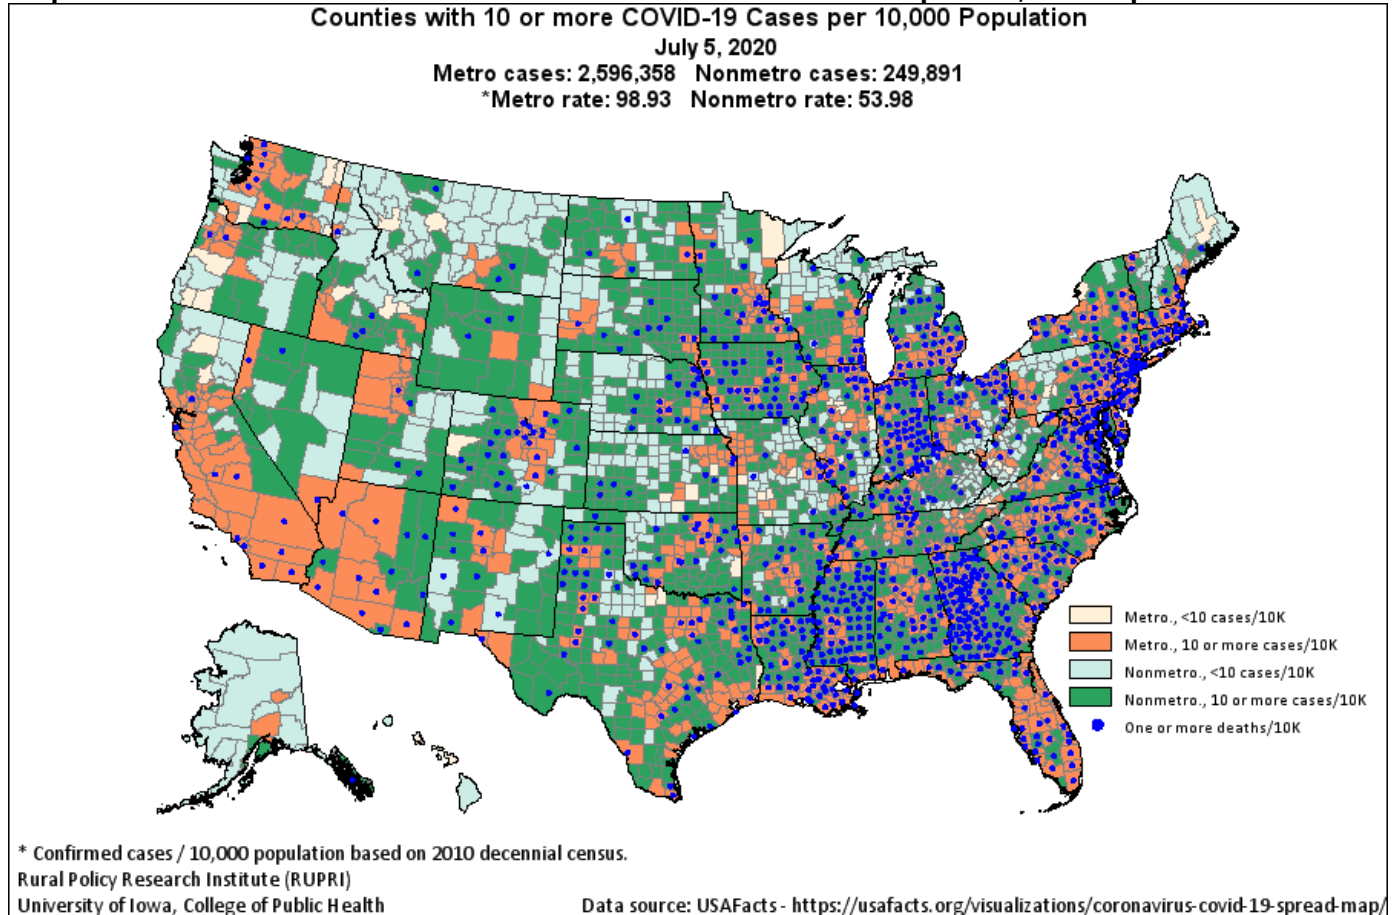 Counties with 10 or more COVID-19 Cases per 10,000 Population
July 5, 2020
Metro cases: 2,596,358   Nonmetro cases: 249,891
*Metro rate: 98.93   Nonmetro rate: 53.98
Metro., <10 cases/10K
Metro., 10 or more cases/10K
Nonmetro., <10 cases/10K
Nonmetro., 10 or more cases/10K
One or more deaths/10K
* Confirmed cases / 10,000 population based on 2010 decennial census.
Rural Policy Research Institute (RUPRI)
University of Iowa, College of Public Health
Data source: USAFacts - https://usafacts.org/visualizations/coronavirus-covid-19-spread-map/